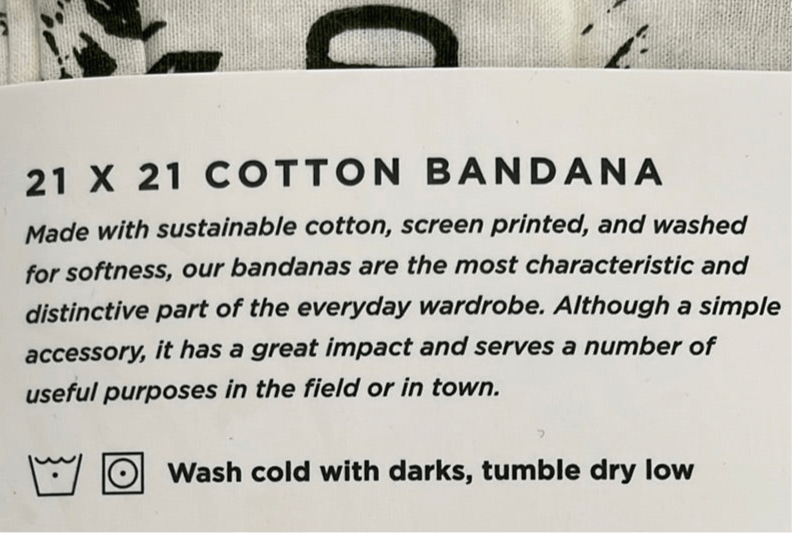 21 X 21 COTTON BANDANA
Made with sustainable cotton, screen printed, and washed
for softness, our bandanas are the most characteristic and
distinctive part of the everyday wardrobe. Although a simple
accessory, it has a great impact and serves a number of
useful purposes in the field or in town.
Wash cold with darks, tumble dry low